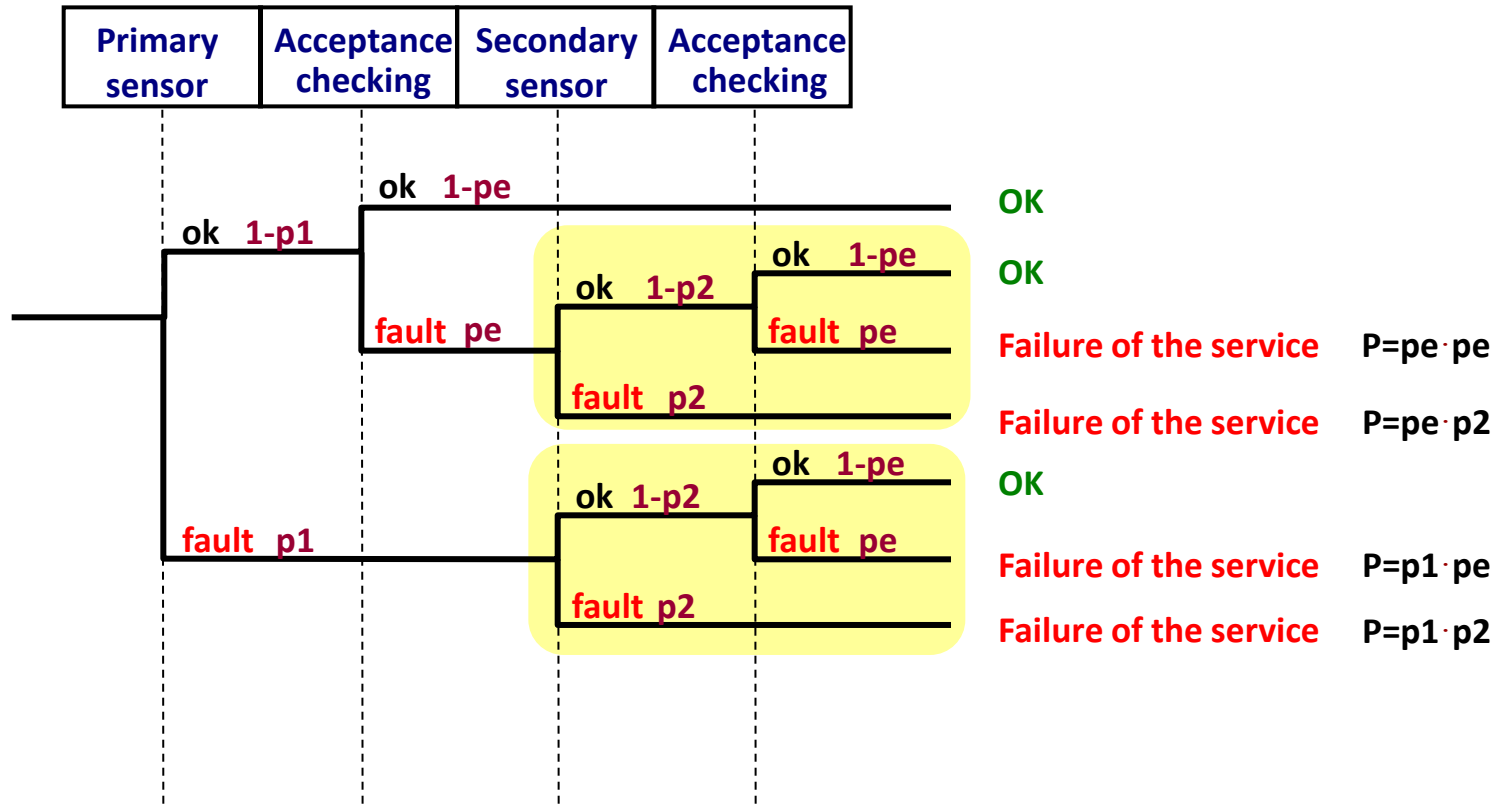 Primary sensor
Acceptance checking
Secondary sensor
Acceptance checking
ok 1-pe
OK
ok 1-p1
ok 1-pe
OK
ok 1-p2
fault pe
fault pe
Failure of the service P=pe·pe
fault p2
Failure of the service P=pe·p2
ok 1-pe
OK
ok 1-p2
fault p1
fault pe
Failure of the service P=p1·pe
fault p2
Failure of the service P=p1·p2